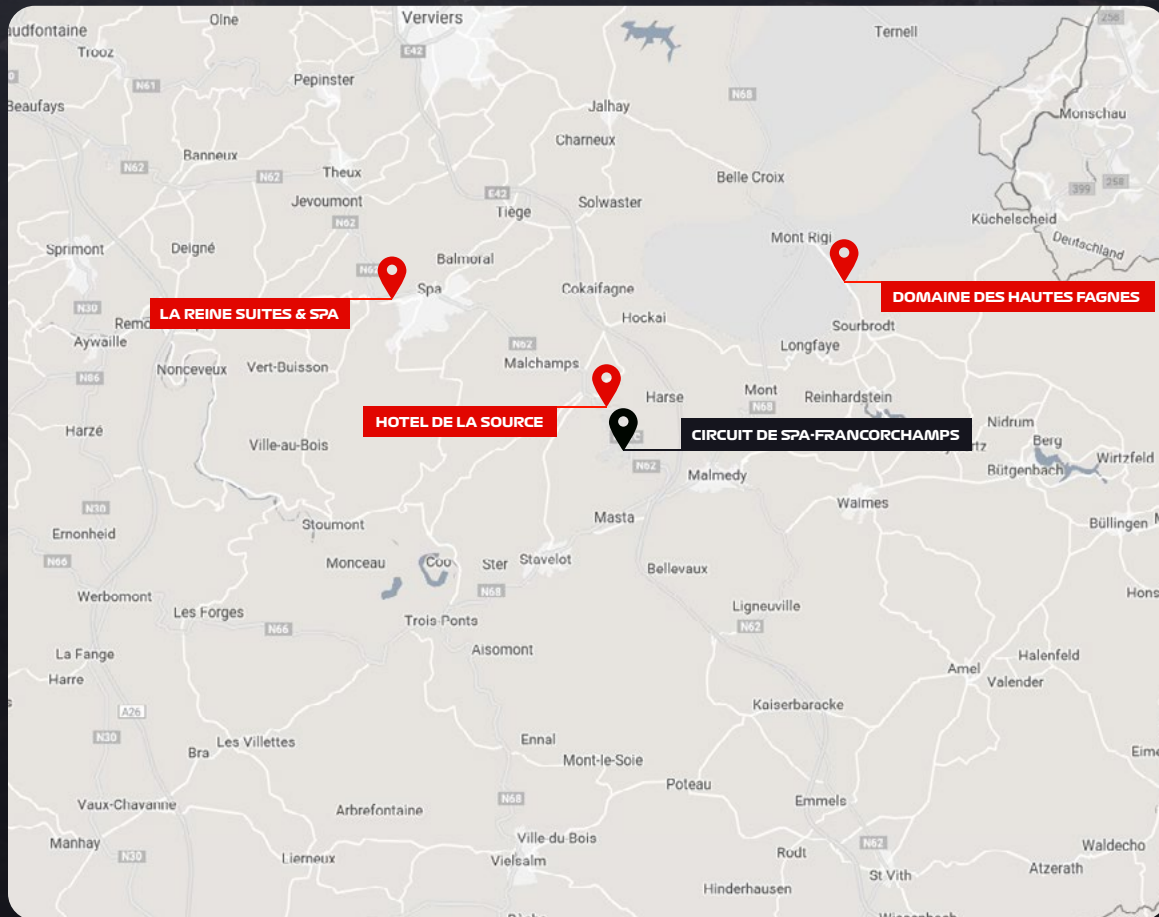 Olne
Verviers
258
audfontaine
Ternell
Trooz
E42
Pepinster
N61
N68
Beaufays
Jalhay
Monschau
Charneux
Banneux
N62
Theux
N62
Belle Croix
399
258
E42
Jevoumont
Solwaster
Tiège
N62
Küchelscheid
Mont Rigi
Deutschland
Sprimont
Deigné
Balmoral
N62
Spa
Cokaifagne
DOMAINE DES HAUTES FAGNES
N30
LA REINE SUITES & SPA
Hockai
Remo
Sourbrodt
Aywaille
N62
Longfaye
Malchamps
Nonceveux
Vert-Buisson
N86
Harse
Mont
Reinhardstein
N68
HOTEL DE LA SOURCE
Nidrum
Harzé
CIRCUIT DE SPA-FRANCORCHAMPS
Berg
Ville-au-Bois
Wirtzfeld
N62
Bütgenbach
Malmedy
Waimes
N30
Masta
Stoumont
Büllingen
Ernonheid
N66
Monceau
Coo
Ster
Stavelot
Bellevaux
N68
Hons
Werbomont
Les Forges
Ligneuville
Trois-Ponts
N66
N62
Aisomont
La Fange
Halenfeld
Harre
Amel
Valender
Kaiserbaracke
A26
N30
Ennal
Les Villettes
Bra
Eime
Mont-le-Soie
Poteau
N68
Emmels
Vaux-Chavanne
Arbrefontaine
Ville-du-Bois
N62
Manhay
Waldecho
N30
Lierneux
Vielsalm
Rodt
Atzerath
St Vith
Hinderhausen